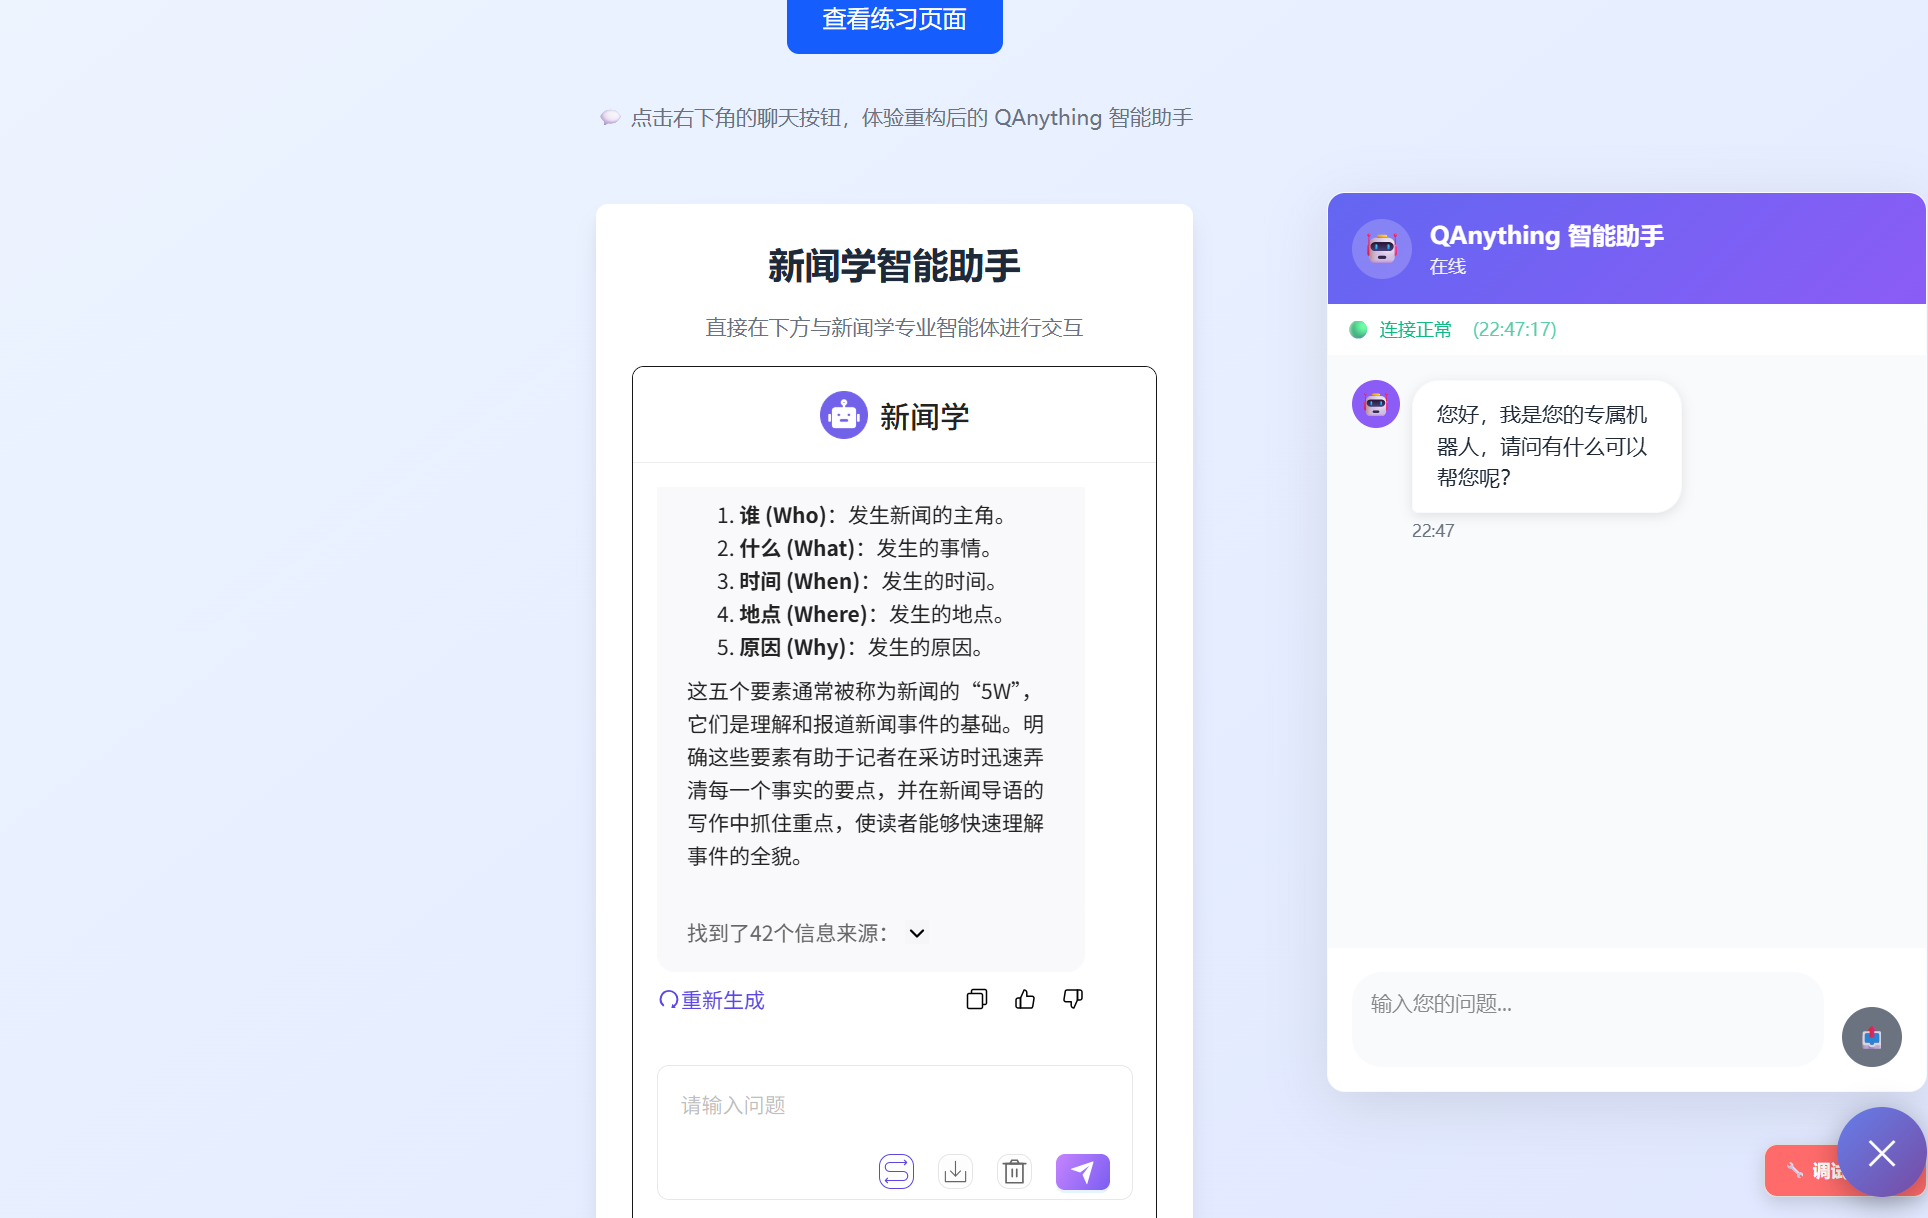 查看练习页面
点击右下角的聊天按钮，体验重构后的 QAnything 智能助手
新闻学智能助手
直接在下方与新闻学专业智能体进行交互
新闻学
1. 谁 (Who)：发生新闻的主角。
2. 什么 (What)：发生的事情。
3. 时间 (When)：发生的时间。
4. 地点 (Where)：发生的地点。
5. 原因 (Why)：发生的原因。
这五个要素通常被称为新闻的“5W”，
它们是理解和报道新闻事件的基础。明
确这些要素有助于记者在采访时迅速弄
清每一个事实的要点，并在新闻导语的
写作中抓住重点，使读者能够快速理解
事件的全貌。
找到了42个信息来源：
重新生成
请输入问题
QAnything 智能助手
在线
连接正常 (22:47:17)
您好，我是您的专属机
器人，请问有什么可以
帮您呢？
22:47
输入您的问题...
调试